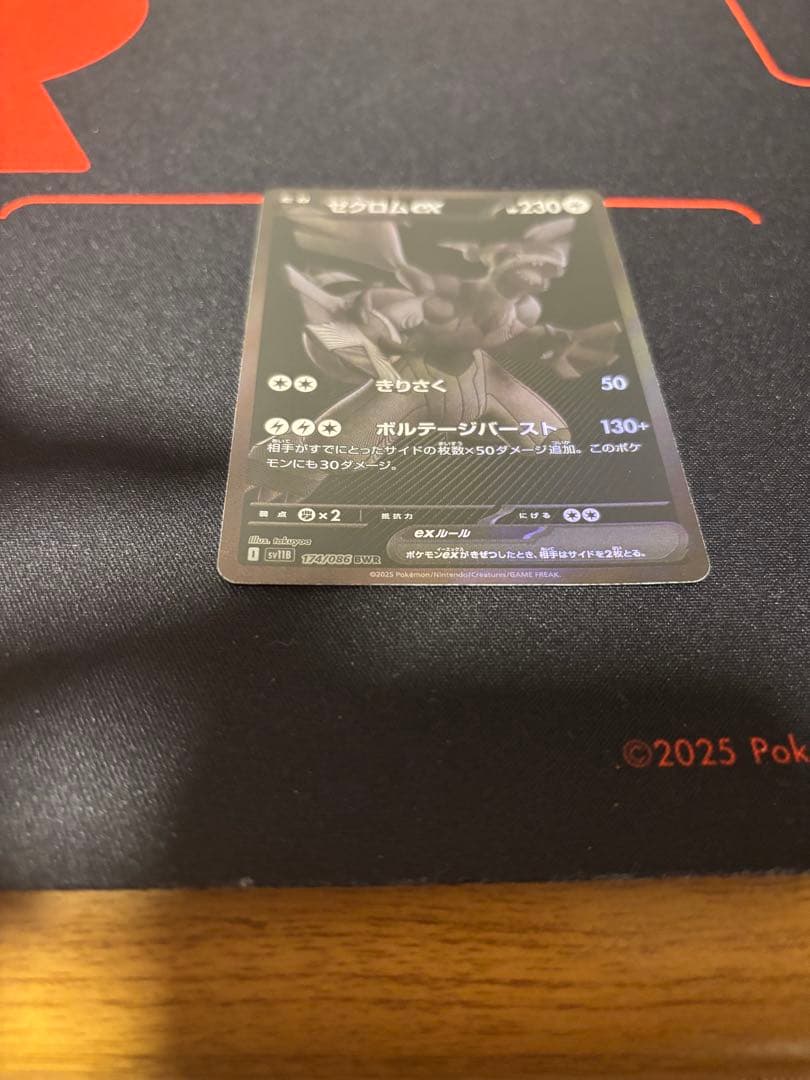 ゼクロムex 230
きりさく 50
ボルテージバースト 130+
相手がすでにとったサイドの枚数×50ダメージ追加。このポケ
モンにも30ダメージ。
弱点 ×2 抵抗力 にげる
Illus. takuyoa
exルール
I sv11B 174/086 BWR ポケモンexがきぜつしたとき、相手はサイドを2枚とる。
©2025 Pokémon/Nintendo/Creatures/GAME FREAK.
©2025 Pok